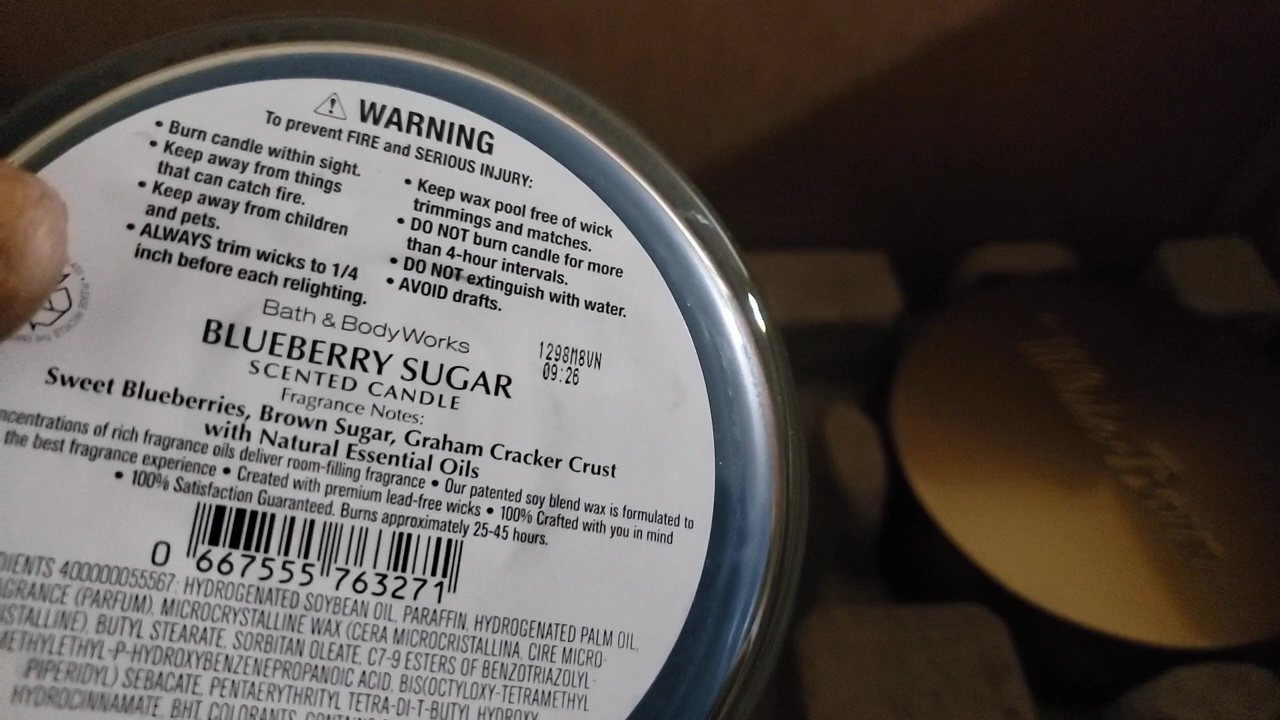 WARNING
To prevent FIRE and SERIOUS INJURY:
• Burn candle within sight.
• Keep away from things
that can catch fire.
• Keep away from children
and pets.
• ALWAYS trim wicks to 1/4
inch before each relighting.
• Keep wax pool free of wick
trimmings and matches.
• DO NOT burn candle for more
than 4-hour intervals.
• DO NOT extinguish with water.
• AVOID drafts.
Bath & Body Works
BLUEBERRY SUGAR
SCENTED CANDLE
1298M8VN
09:26
Fragrance Notes:
Sweet Blueberries, Brown Sugar, Graham Cracker Crust
with Natural Essential Oils
of rich fragrance oils deliver room-filling fragrance • Our patented soy blend wax is formulated to
the best fragrance experience • Created with premium lead-free wicks • 100% Crafted with you in mind
• 100% Satisfaction Guaranteed. Burns approximately 25-45 hours.
0 667555 763271
400000055567: HYDROGENATED SOYBEAN OIL, PARAFFIN, HYDROGENATED PALM OIL,
(PARFUM), MICROCRYSTALLINE WAX (CERA MICROCRISTALLINA, CIRE MICRO-
BUTYL STEARATE, SORBITAN OLEATE, C7-9 ESTERS OF BENZOTRIAZOLYL-
HYDROXYBENZENEPROPANOIC ACID, BIS(OCTYLOXY-TETRAMETHYL
PIPERIDYL) SEBACATE, PENTAERYTHRITYL TETRA-DI-T-BUTYL HYDROXY
HYDROCINNAMATE, BHT, COLORANTS,